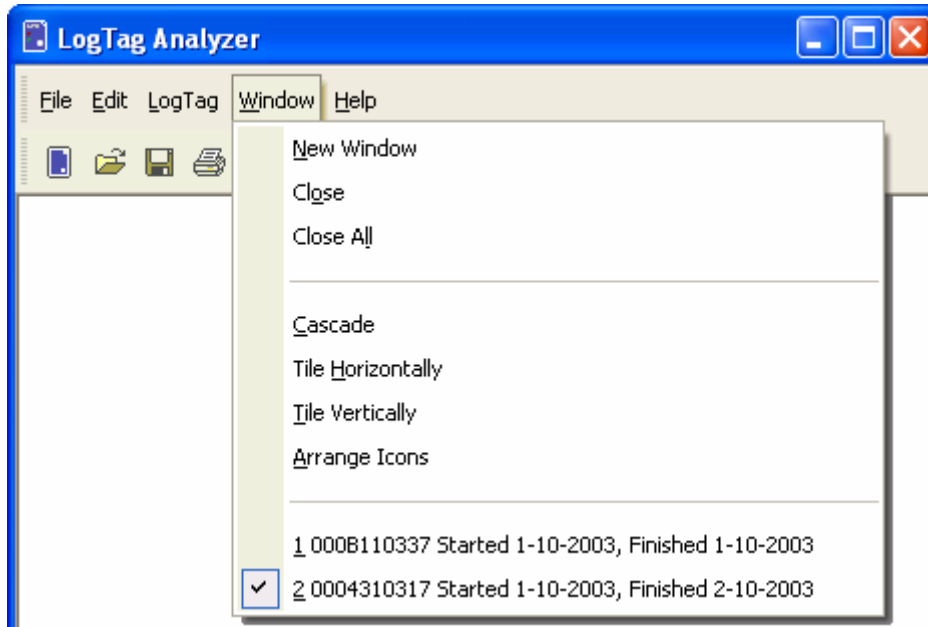 LogTag Analyzer
File Edit LogTag Window Help
New Window
Close
Close All
Cascade
Tile Horizontally
Tile Vertically
Arrange Icons
1 000B110337 Started 1-10-2003, Finished 1-10-2003
2 0004310317 Started 1-10-2003, Finished 2-10-2003